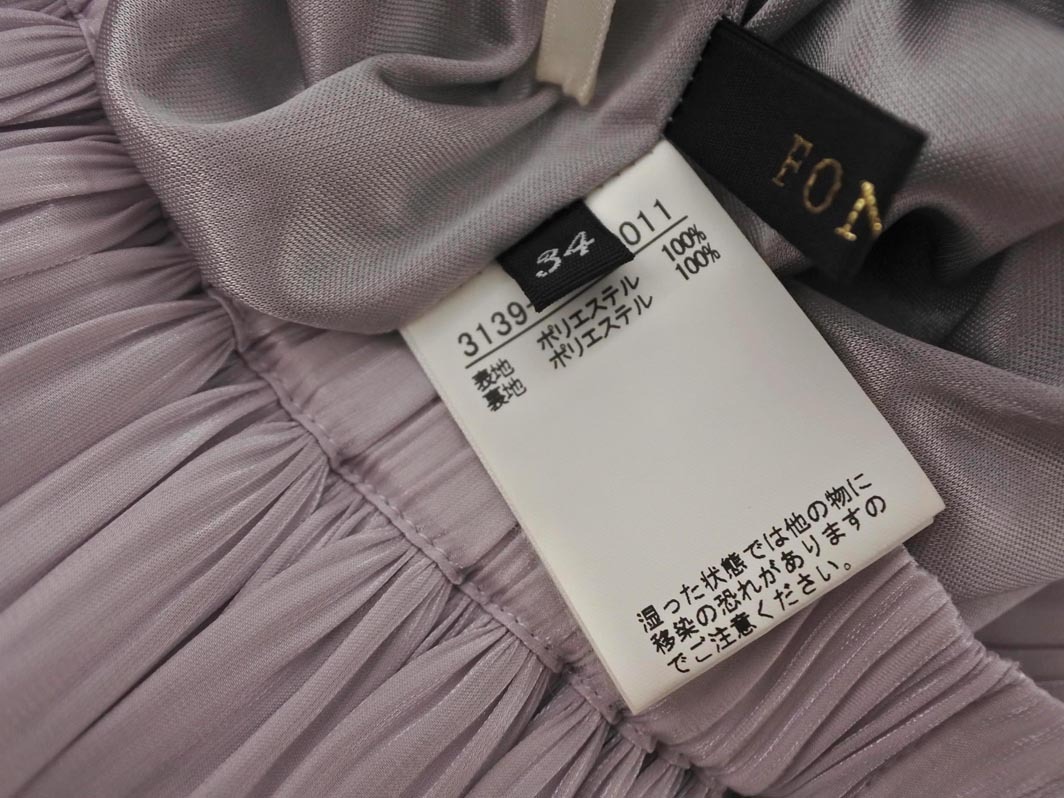 FON
34
3139- 011
表地 ポリエステル 100%
裏地 ポリエステル 100%
湿った状態では他の物に
移染の恐れがありますの
でご注意ください。